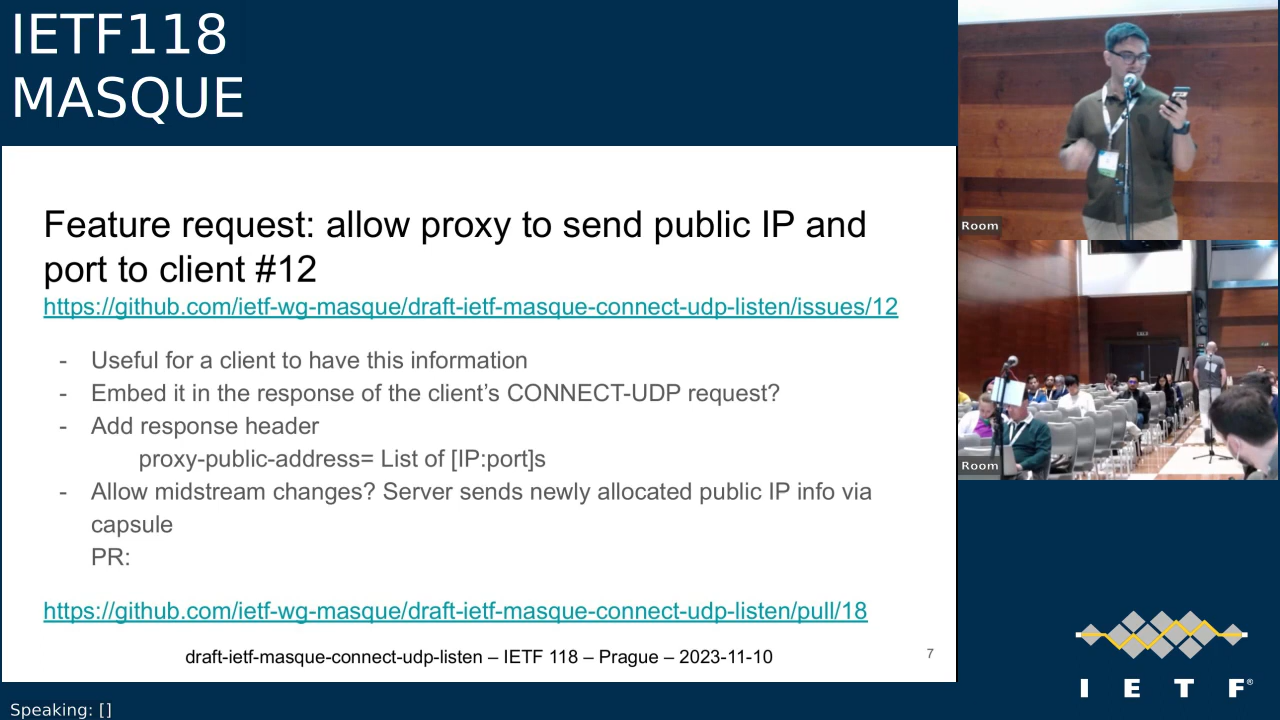 IETF118
MASQUE
Feature request: allow proxy to send public IP and
port to client #12
https://github.com/ietf-wg-masque/draft-ietf-masque-connect-udp-listen/issues/12
- Useful for a client to have this information
- Embed it in the response of the client’s CONNECT-UDP request?
- Add response header
proxy-public-address= List of [IP:port]s
- Allow midstream changes? Server sends newly allocated public IP info via
capsule
PR:
https://github.com/ietf-wg-masque/draft-ietf-masque-connect-udp-listen/pull/18
draft-ietf-masque-connect-udp-listen – IETF 118 – Prague – 2023-11-10
7
Room
Room
I E T F®
Speaking: []